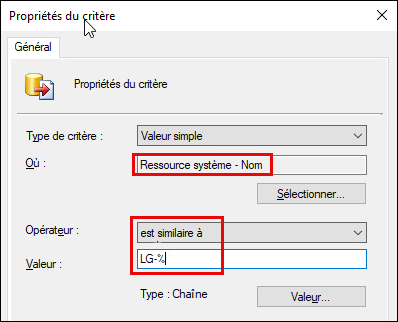 Propriétés du critère
Général
Propriétés du critère
Type de critère : Valeur simple
Où : Ressource système - Nom
Sélectionner...
Opérateur : est similaire à
Valeur : LG-%
Type : Chaîne Valeur...